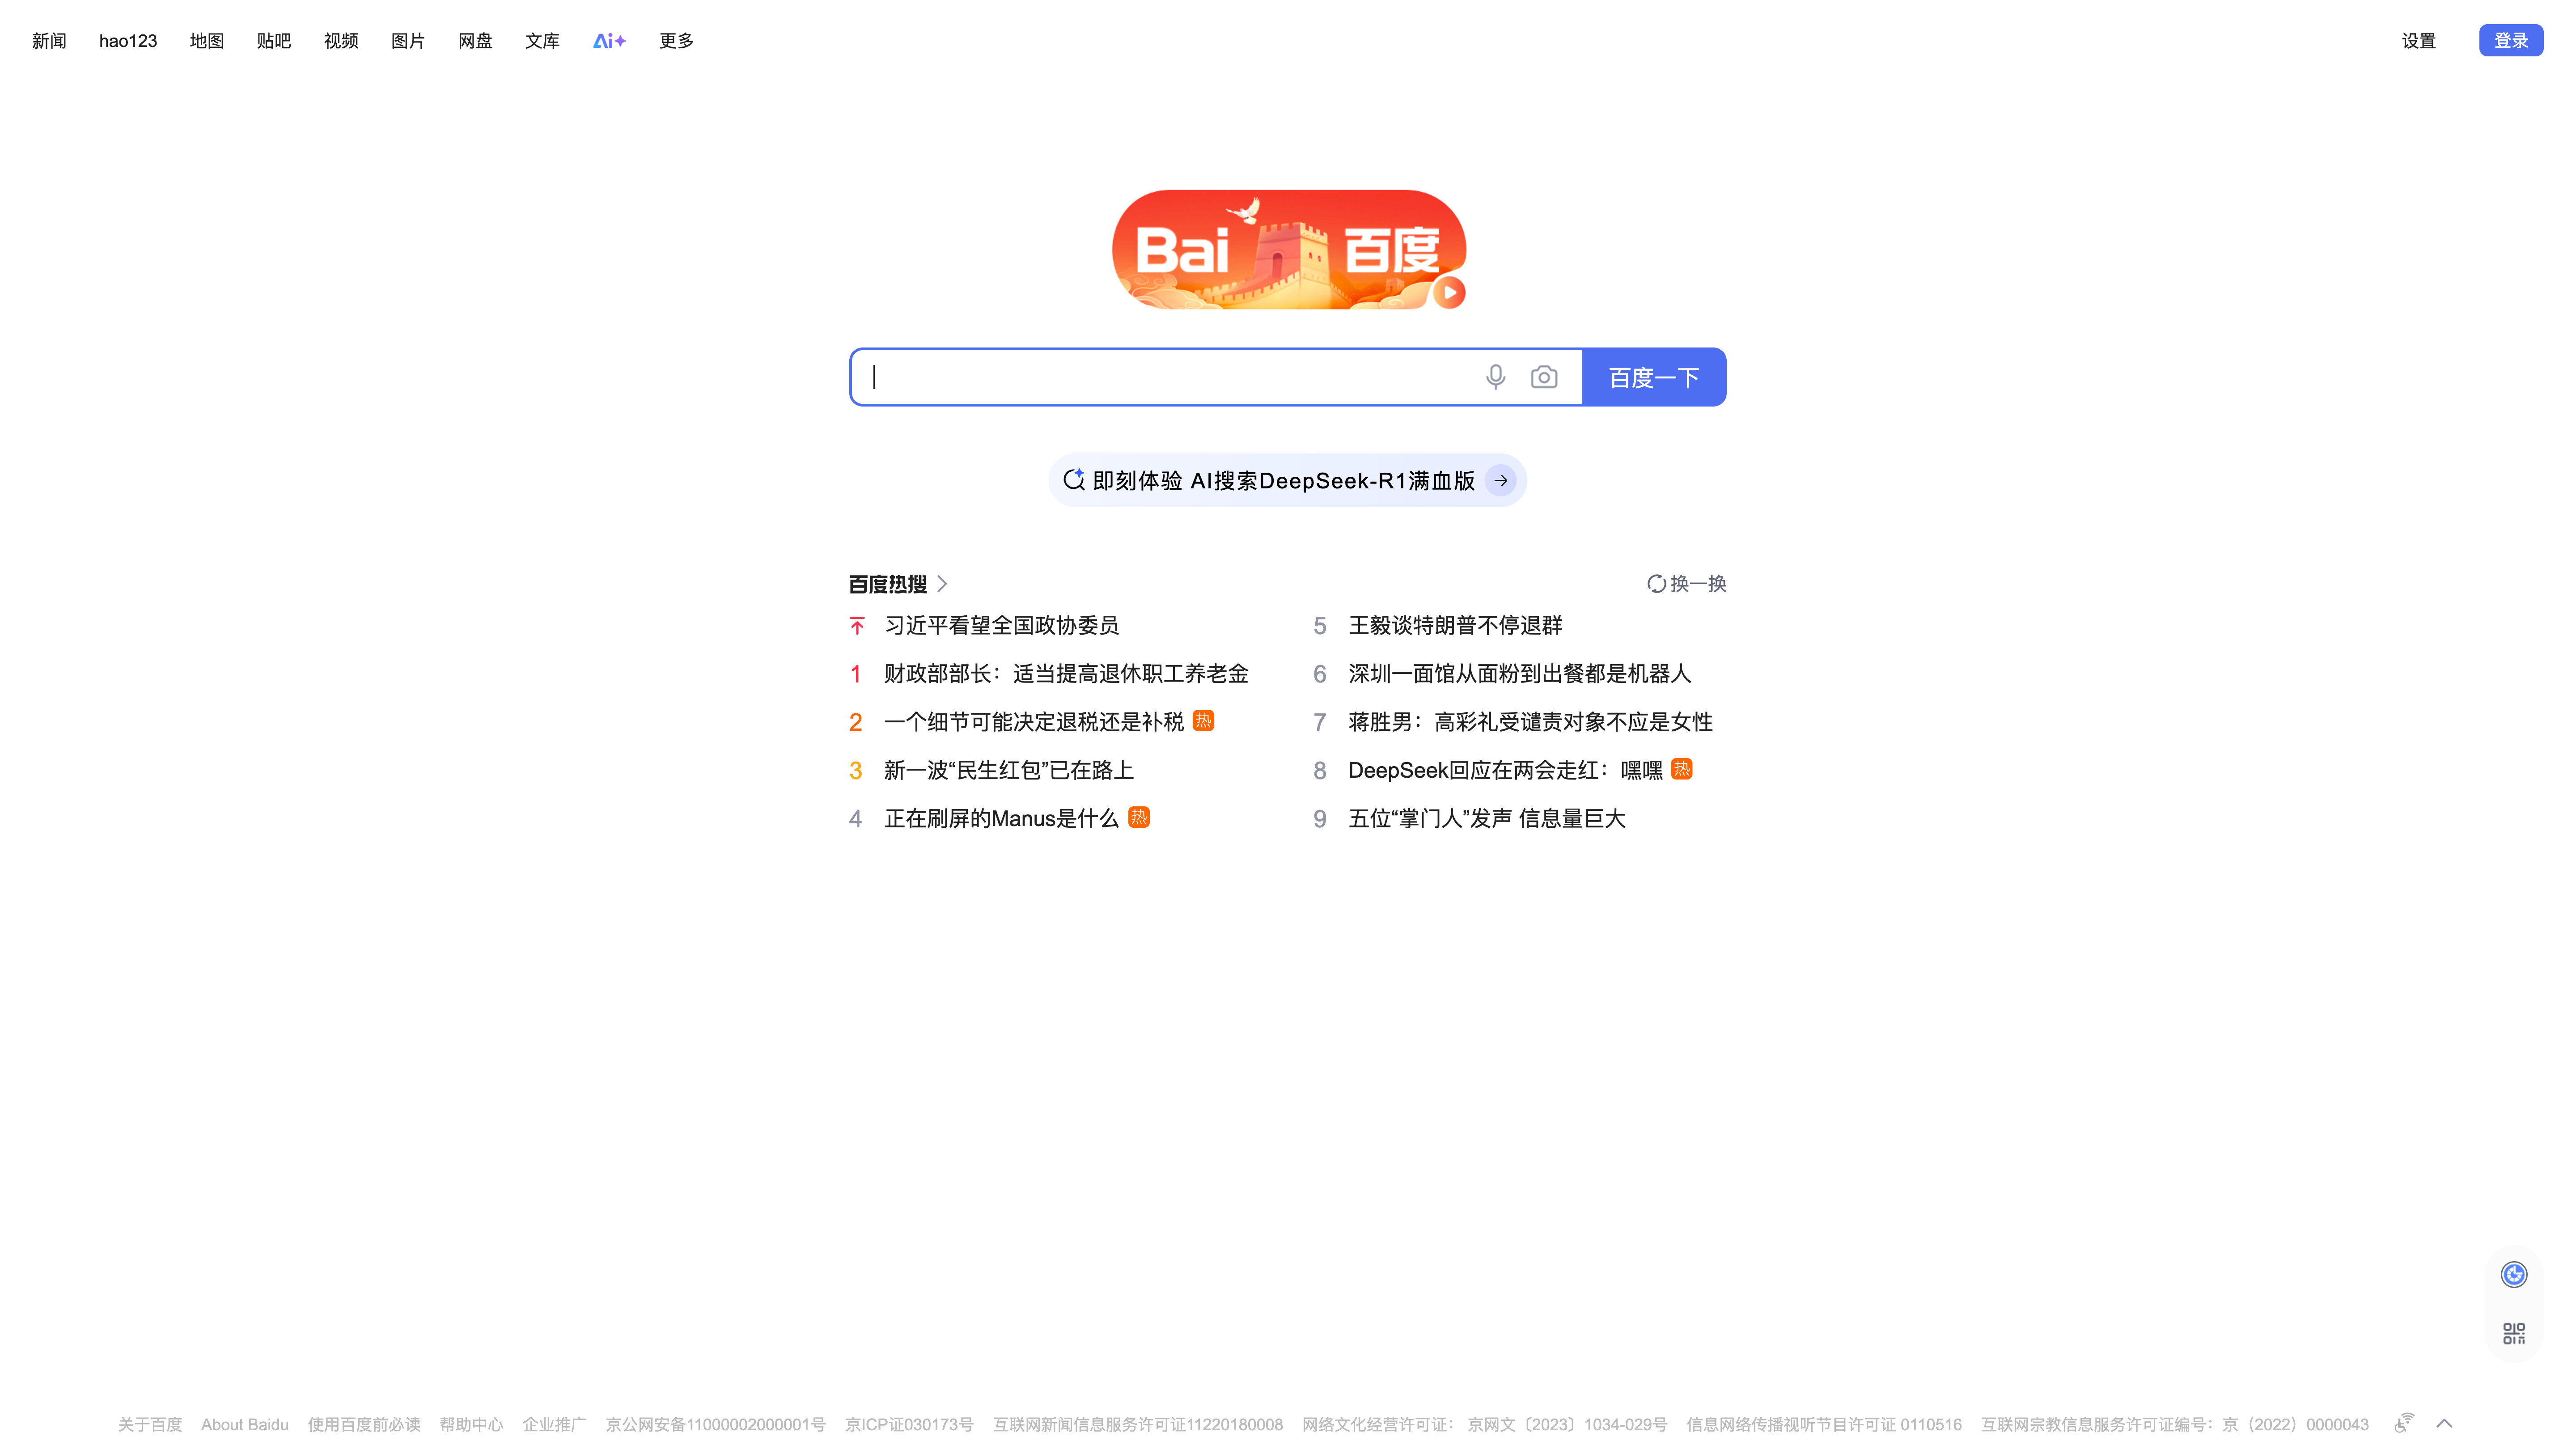 新闻 hao123 地图 贴吧 视频 图片 网盘 文库 Ai+ 更多 设置 登录
Bai 百度
百度一下
即刻体验 AI搜索DeepSeek-R1满血版
百度热搜 换一换
习近平看望全国政协委员
1 财政部部长：适当提高退休职工养老金
2 一个细节可能决定退税还是补税 热
3 新一波“民生红包”已在路上
4 正在刷屏的Manus是什么 热
5 王毅谈特朗普不停退群
6 深圳一面馆从面粉到出餐都是机器人
7 蒋胜男：高彩礼受谴责对象不应是女性
8 DeepSeek回应在两会走红：嘿嘿 热
9 五位“掌门人”发声 信息量巨大
关于百度 About Baidu 使用百度前必读 帮助中心 企业推广 京公网安备11000002000001号 京ICP证030173号 互联网新闻信息服务许可证11220180008 网络文化经营许可证： 京网文〔2023〕1034-029号 信息网络传播视听节目许可证 0110516 互联网宗教信息服务许可证编号：京（2022）0000043